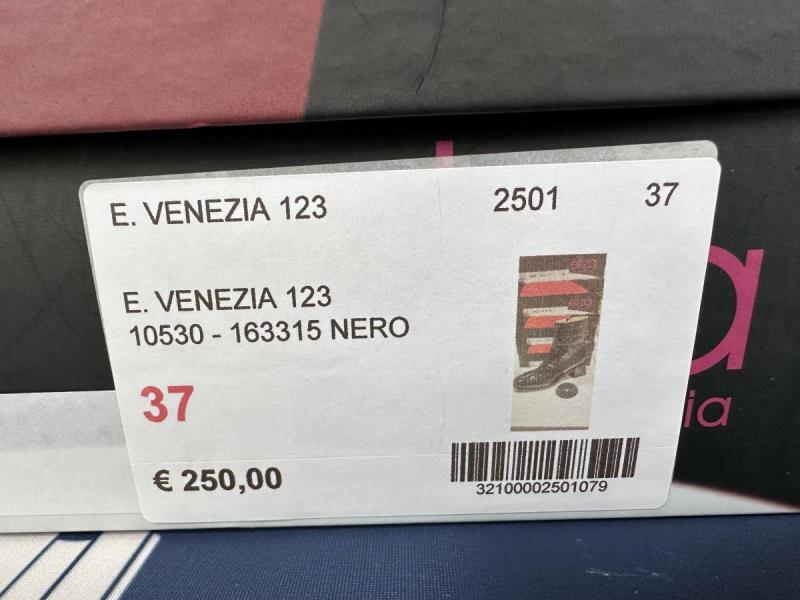 E. VENEZIA 123 2501 37
E. VENEZIA 123
10530 - 163315 NERO
37
€ 250,00
32100002501079